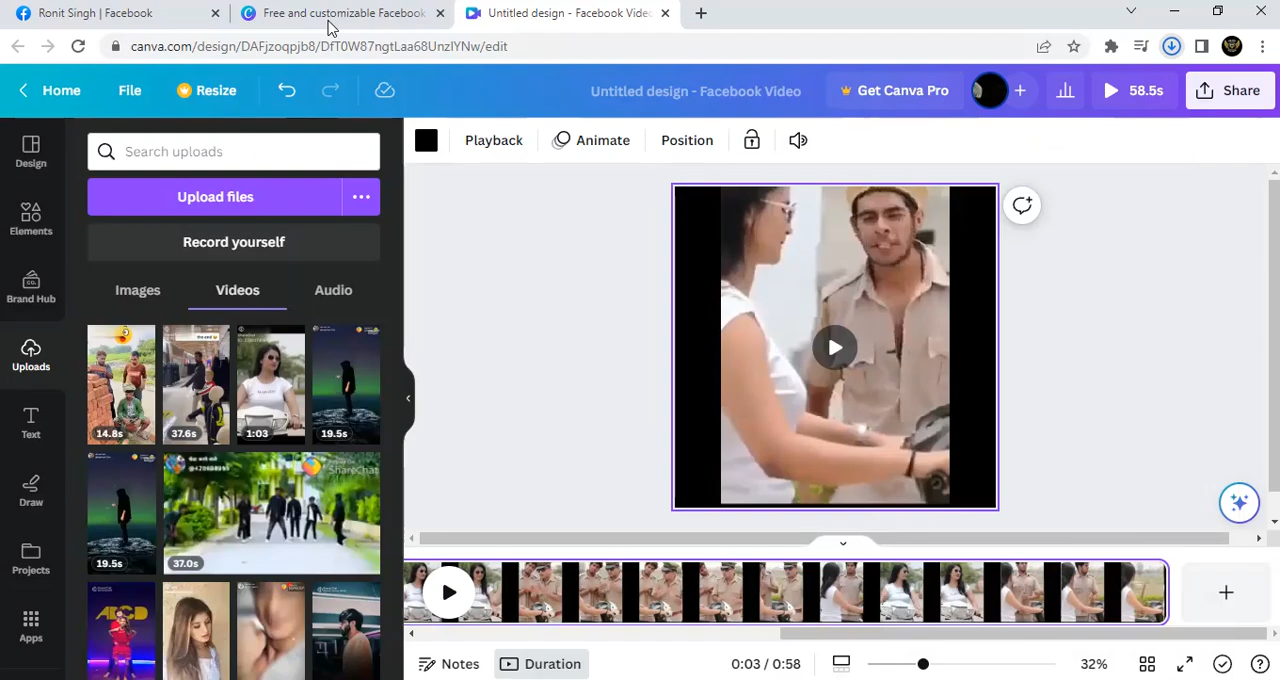 Ronit Singh | Facebook
Free and customizable Facebook
Untitled design - Facebook Video
canva.com/design/DAFjzoqpjb8/DfT0W87ngtLaa68UnzIYNw/edit
Home
File
Resize
Untitled design - Facebook Video
Get Canva Pro
58.5s
Share
Design
Elements
Brand Hub
Uploads
Text
Draw
Projects
Apps
Search uploads
Upload files
Record yourself
Images
Videos
Audio
14.8s
37.6s
1:03
19.5s
19.5s
ShareChat
37.0s
Playback
Animate
Position
Notes
Duration
0:03 / 0:58
32%